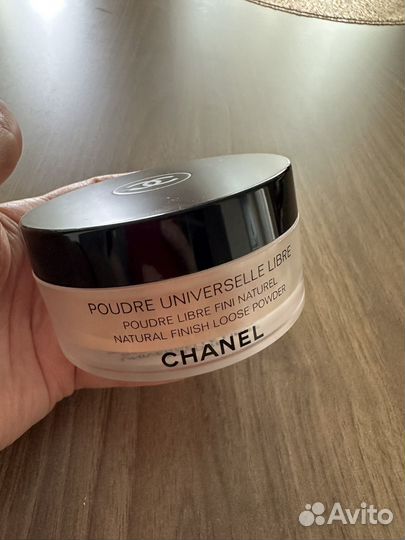 POUDRE UNIVERSELLE LIBRE
POUDRE LIBRE FINI NATUREL
NATURAL FINISH LOOSE POWDER
CHANEL
Avito